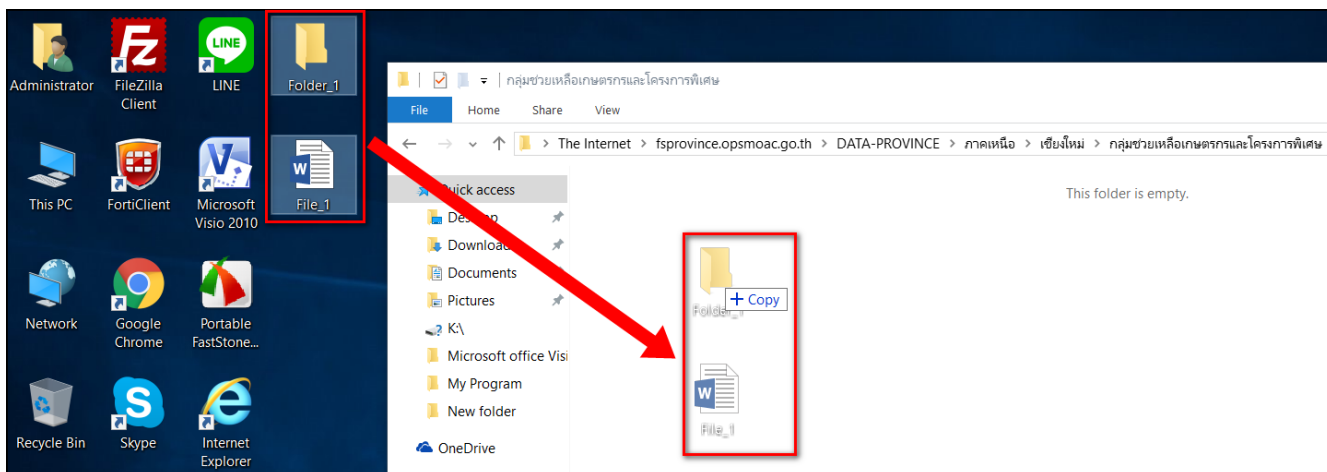 Administrator
FileZilla
Client
LINE
LINE
Folder_1
This PC
FortiClient
Microsoft
Visio 2010
W
File_1
Network
Google
Chrome
Portable
FastStone...
Recycle Bin
Skype
Internet
Explorer
กลุ่มช่วยเหลือเกษตรกรและโครงการพิเศษ
File Home Share View
> The Internet > fsprovince.opsmoac.go.th > DATA-PROVINCE > ภาคเหนือ > เชียงใหม่ > กลุ่มช่วยเหลือเกษตรกรและโครงการพิเศษ
Quick access
This folder is empty.
Desktop
Downloads
Documents
Pictures
K:\
Microsoft office Visi
My Program
New folder
OneDrive
+ Copy
Folder_1
W
File_1